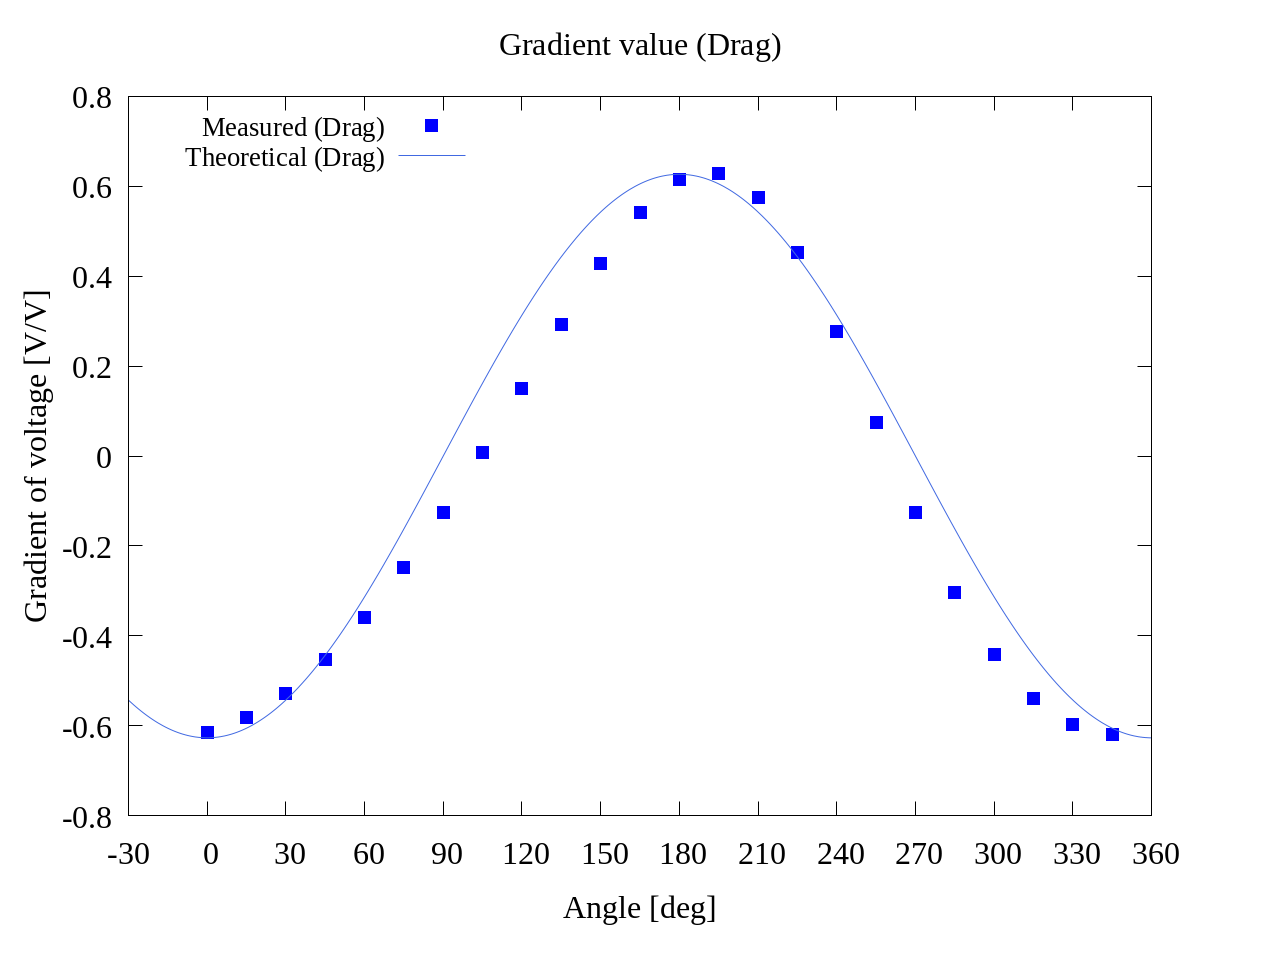 Gradient value (Drag)
Measured (Drag)
Theoretical (Drag)
Gradient of voltage [V/V]
0.8
0.6
0.4
0.2
0
-0.2
-0.4
-0.6
-0.8
-30 0 30 60 90 120 150 180 210 240 270 300 330 360
Angle [deg]